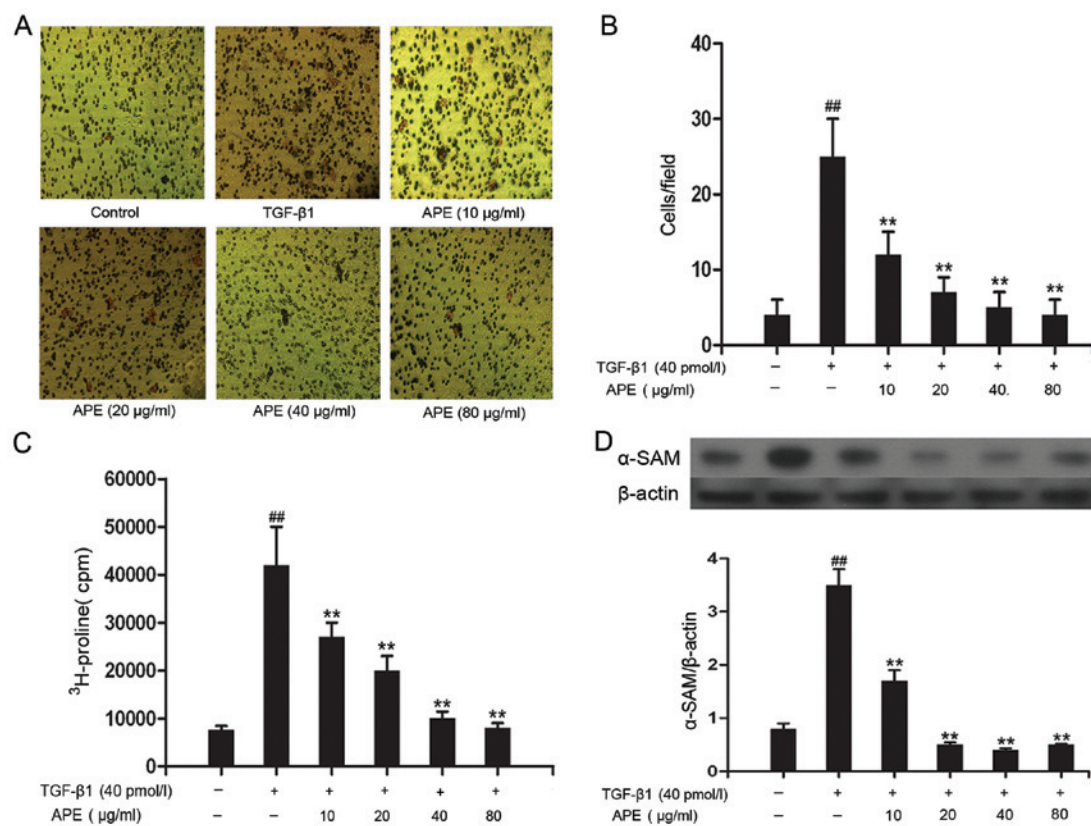 A
Control TGF-β1 APE (10 μg/ml)
APE (20 μg/ml) APE (40 μg/ml) APE (80 μg/ml)
B
Cells/field
40
30
20
10
0
##
**
**
**
**
TGF-β1 (40 pmol/l) – + + + + +
APE ( μg/ml) – – 10 20 40. 80
C
³H-proline( cpm)
60000
50000
40000
30000
20000
10000
0
##
**
**
**
**
TGF-β1 (40 pmol/l) – + + + + +
APE ( μg/ml) – – 10 20 40 80
D
α-SAM
β-actin
α-SAM/β-actin
4
3
2
1
0
##
**
**
**
**
TGF-β1 (40 pmol/l) – + + + + +
APE ( μg/ml) – – 10 20 40 80